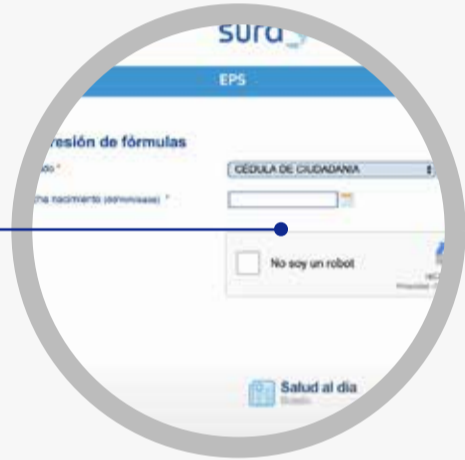 sura
EPS
resión de fórmulas
CÉDULA DE CIUDADANIA
No soy un robot
Salud al día